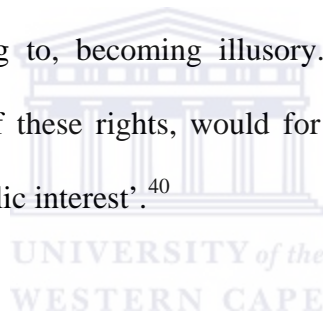 g to, becoming illusory.
f these rights, would for
lic interest’.40
UNIVERSITY of the
WESTERN CAPE